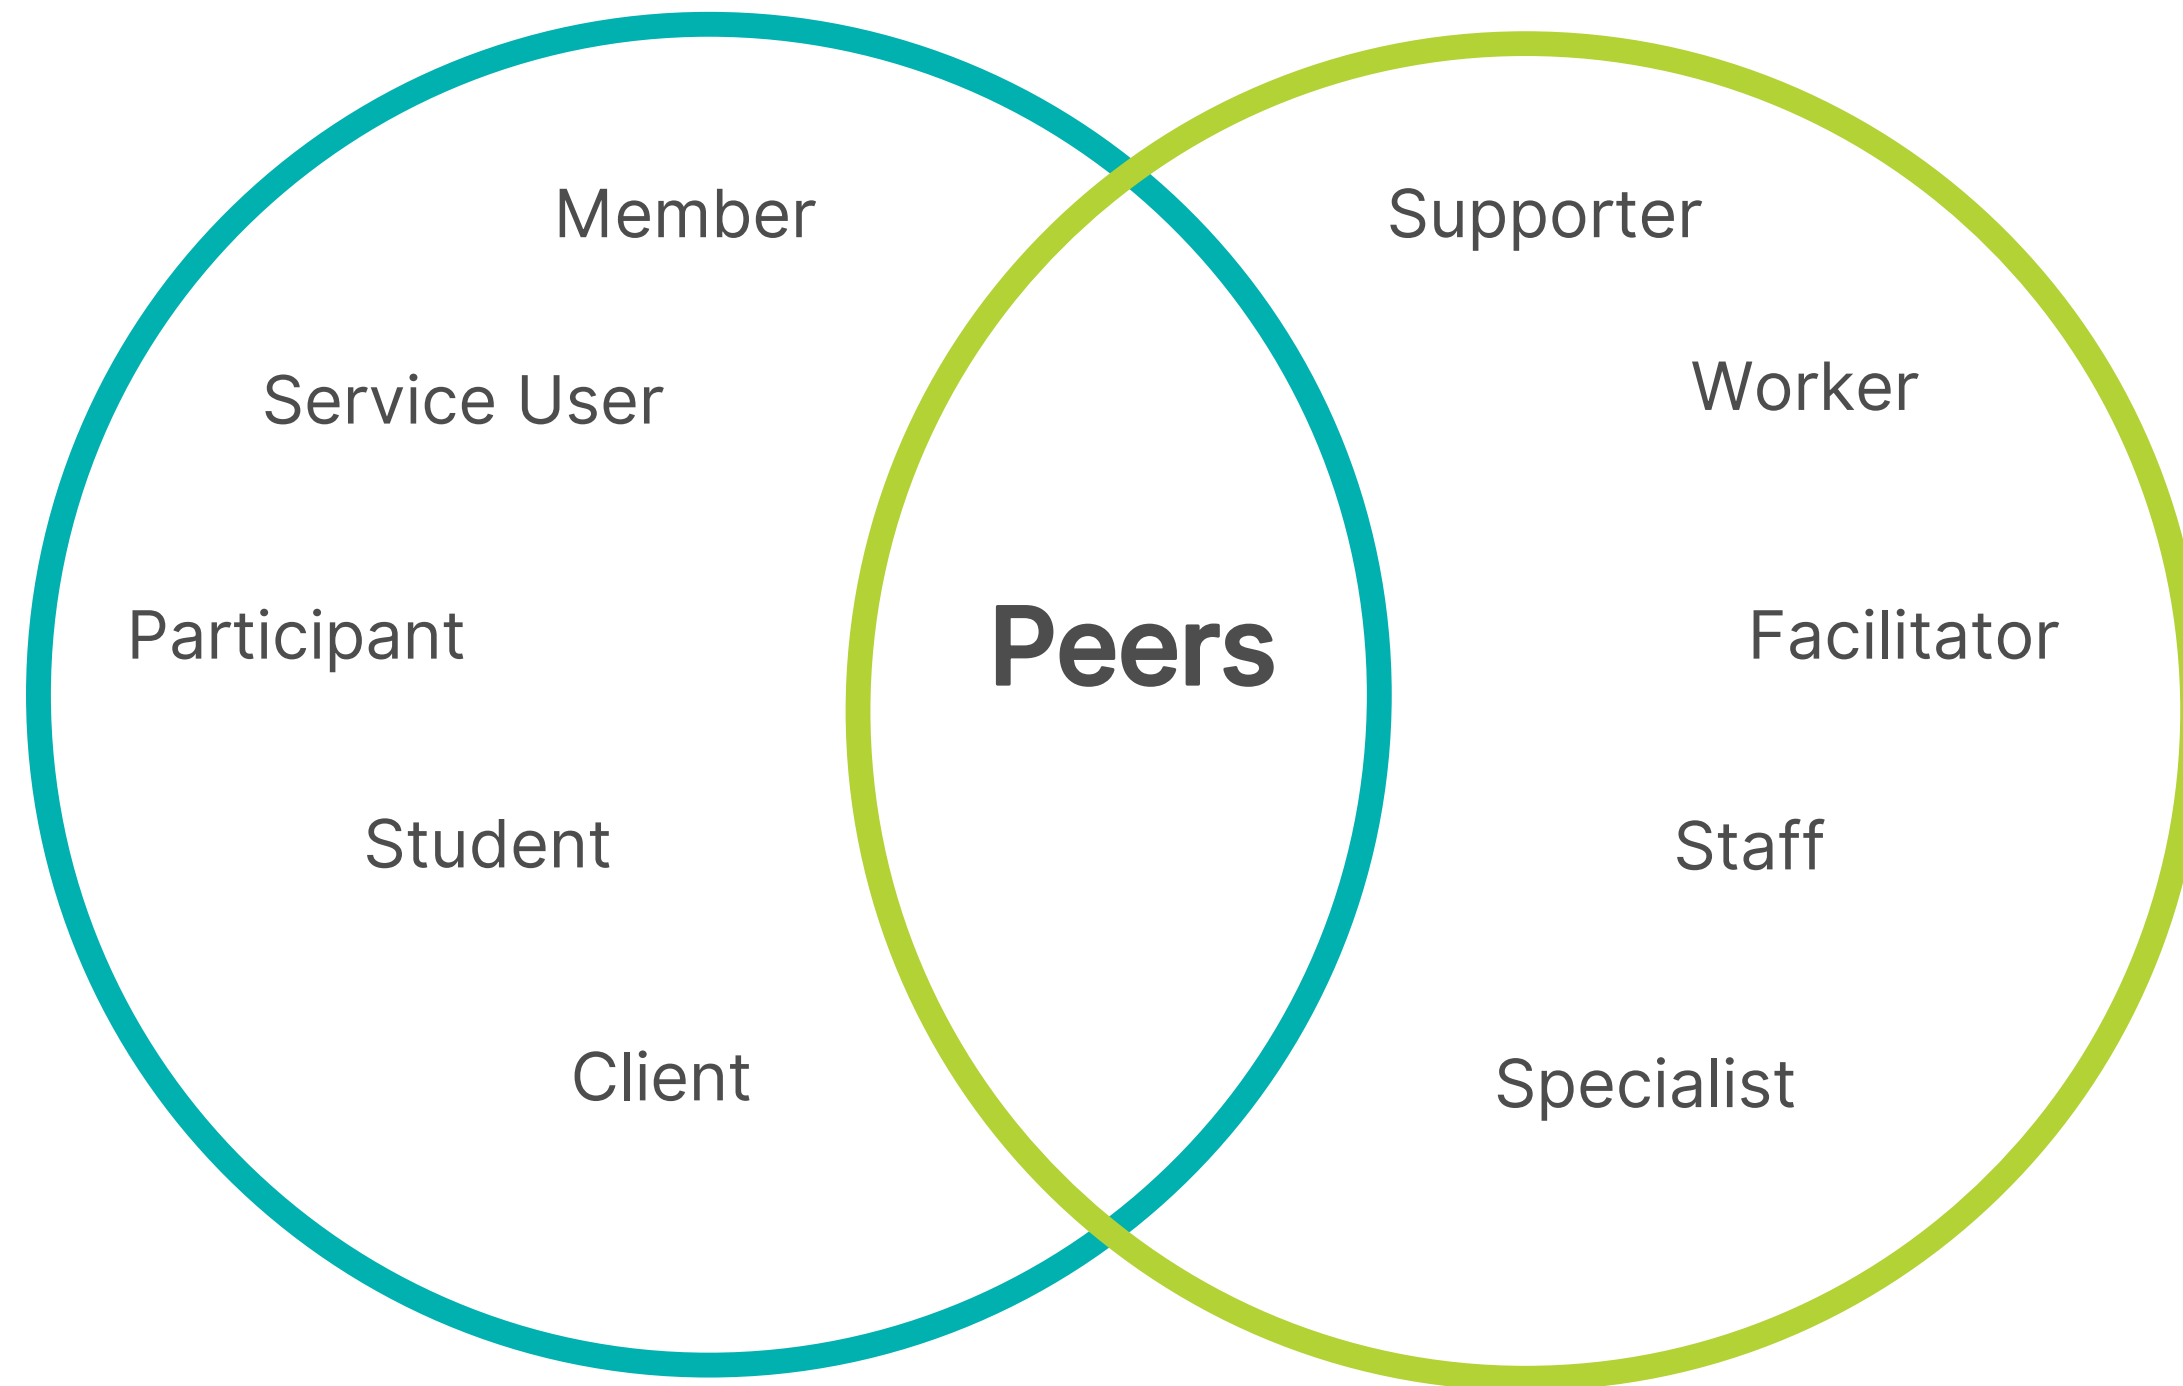 Member
Service User
Participant
Student
Client
Peers
Supporter
Worker
Facilitator
Staff
Specialist